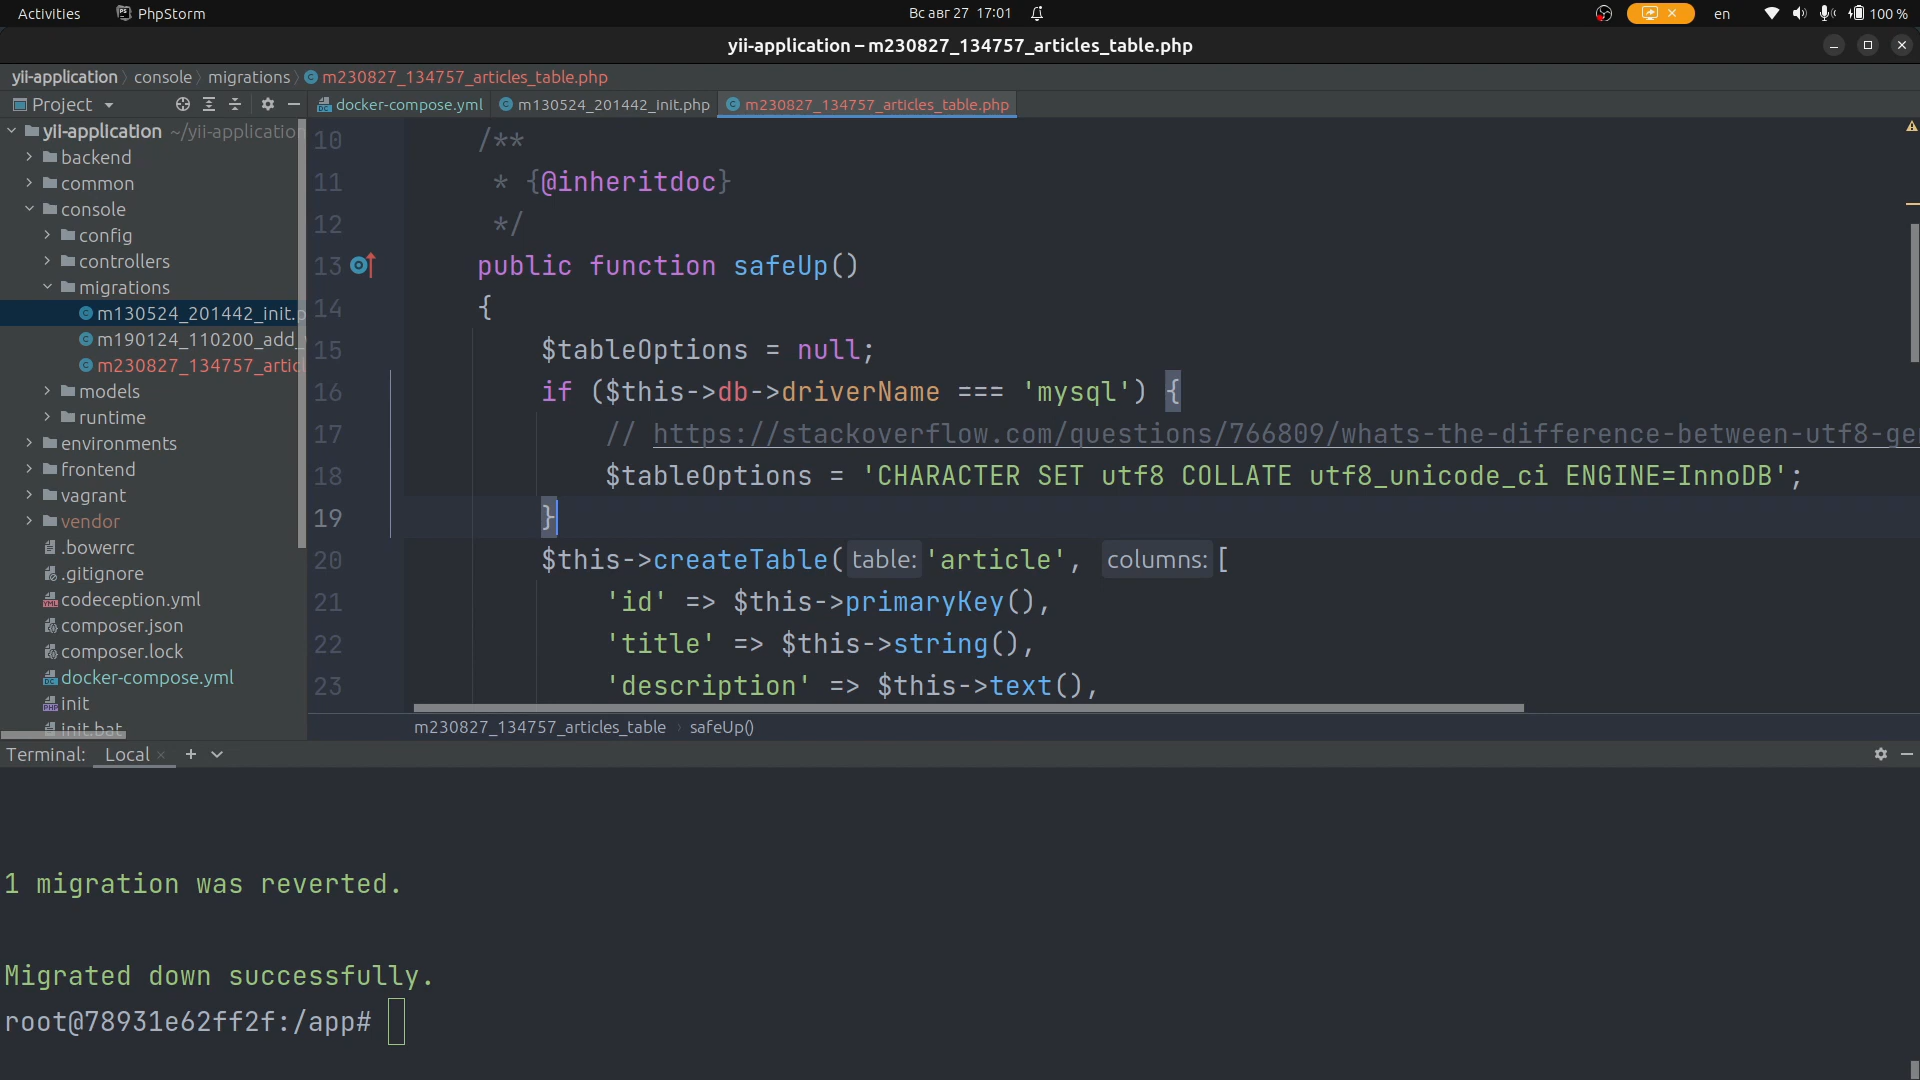 Activities
PhpStorm
Вс авг 27 17:01
en
100 %
yii-application – m230827_134757_articles_table.php
yii-application
console
migrations
m230827_134757_articles_table.php
Project
docker-compose.yml
m130524_201442_init.php
m230827_134757_articles_table.php
yii-application ~/yii-application
backend
common
console
config
controllers
migrations
m130524_201442_init.p
m190124_110200_add_
m230827_134757_artic
models
runtime
environments
frontend
vagrant
vendor
.bowerrc
.gitignore
codeception.yml
composer.json
composer.lock
docker-compose.yml
init
init.bat
10 /**
11 * {@inheritdoc}
12 */
13 public function safeUp()
14 {
15 $tableOptions = null;
16 if ($this->db->driverName === 'mysql') {
17 // https://stackoverflow.com/questions/766809/whats-the-difference-between-utf8-ge
18 $tableOptions = 'CHARACTER SET utf8 COLLATE utf8_unicode_ci ENGINE=InnoDB';
19 }
20 $this->createTable( table: 'article', columns: [
21 'id' => $this->primaryKey(),
22 'title' => $this->string(),
23 'description' => $this->text(),
m230827_134757_articles_table
safeUp()
Terminal: Local
1 migration was reverted.
Migrated down successfully.
root@78931e62ff2f:/app#